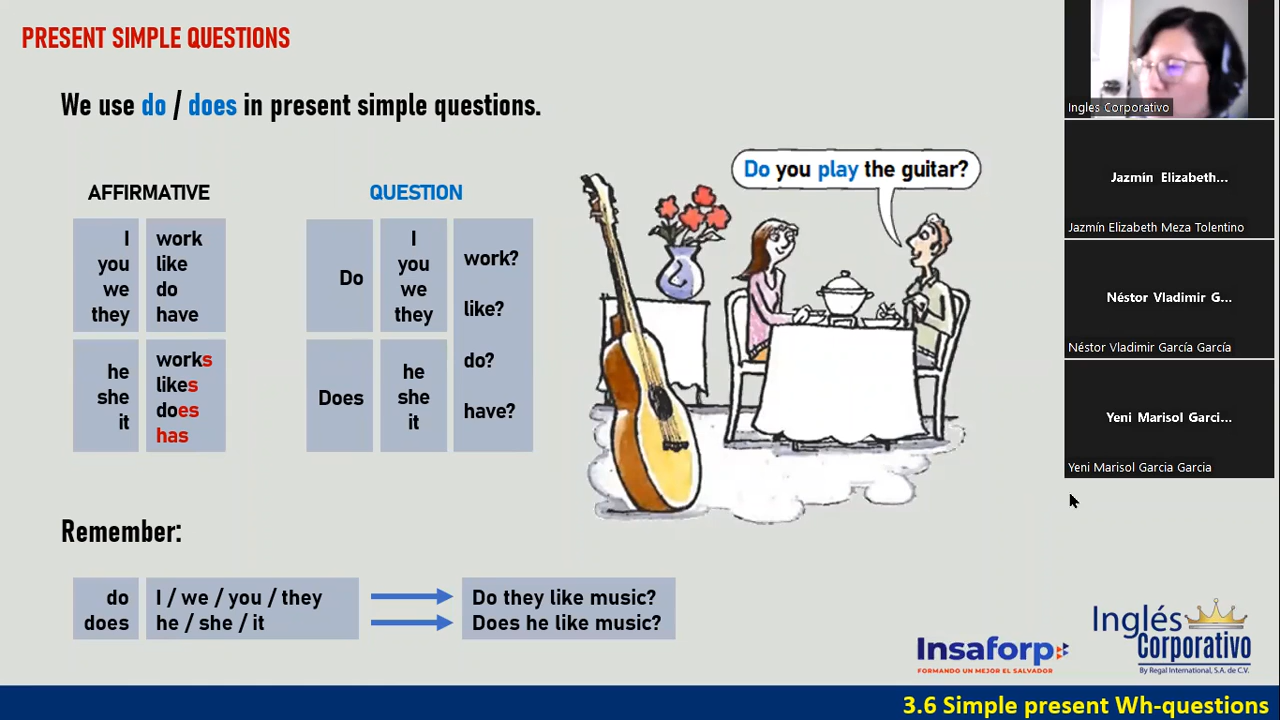 PRESENT SIMPLE QUESTIONS
We use do / does in present simple questions.
AFFIRMATIVE
I
you
we
they
work
like
do
have
he
she
it
works
likes
does
has
QUESTION
Do
I
you
we
they
Does
he
she
it
work?
like?
do?
have?
Do you play the guitar?
Remember:
do
does
I / we / you / they
he / she / it
Do they like music?
Does he like music?
Insaforp
FORMANDO UN MEJOR EL SALVADOR
Inglés
Corporativo
By Regal International, S.A. de C.V.
3.6 Simple present Wh-questions
Ingles Corporativo
Jazmín Elizabeth...
Jazmín Elizabeth Meza Tolentino
Néstor Vladimir G...
Néstor Vladimir García García
Yeni Marisol Garci...
Yeni Marisol Garcia Garcia